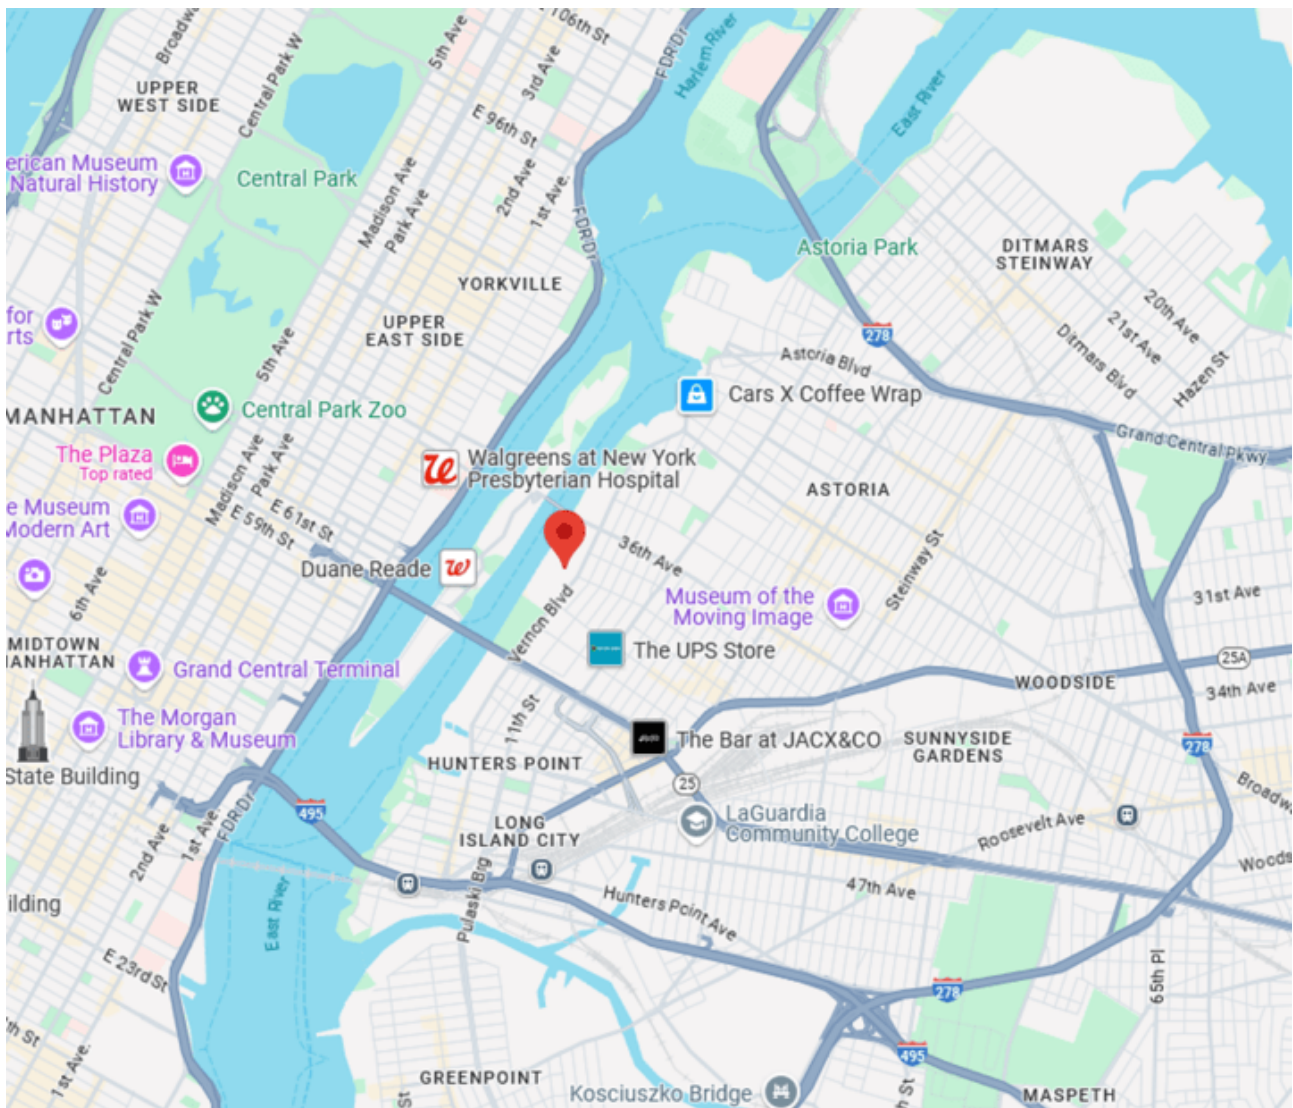 E 106th St
Broadway
Central Park W
5th Ave
3rd Ave
FDR Dr
Harlem River
East River
UPPER
WEST SIDE
E 96th St
erican Museum
Natural History
Central Park
Madison Ave
Park Ave
2nd Ave
1st Ave.
FDR Dr
Astoria Park
DITMARS
STEINWAY
YORKVILLE
20th Ave
21st Ave
Ditmars Blvd
Hazen St
for
rts
Central Park W
5th Ave
UPPER
EAST SIDE
278
Astoria Blvd
Cars X Coffee Wrap
MANHATTAN
Central Park Zoo
Grand Central Pkwy
The Plaza
Top rated
Madison Ave
Park Ave
Walgreens at New York
Presbyterian Hospital
ASTORIA
e Museum
Modern Art
E 61st St
E 59th St
36th Ave
Steinway St
6th Ave
Duane Reade
Vernon Blvd
Museum of the
Moving Image
31st Ave
MIDTOWN
MANHATTAN
Grand Central Terminal
The UPS Store
25A
WOODSIDE
34th Ave
The Morgan
Library & Museum
11th St
The Bar at JACX&CO
SUNNYSIDE
GARDENS
278
State Building
HUNTERS POINT
25
Broadwa
495
FDR Dr
1st Ave.
2nd Ave
LONG
ISLAND CITY
LaGuardia
Community College
Roosevelt Ave
Woods
ilding
East River
Pulaski Brg
Hunters Point Ave
47th Ave
E 23rd St
65th Pl
278
th St
1st Ave.
495
GREENPOINT
St
Kosciuszko Bridge
h St
MASPETH